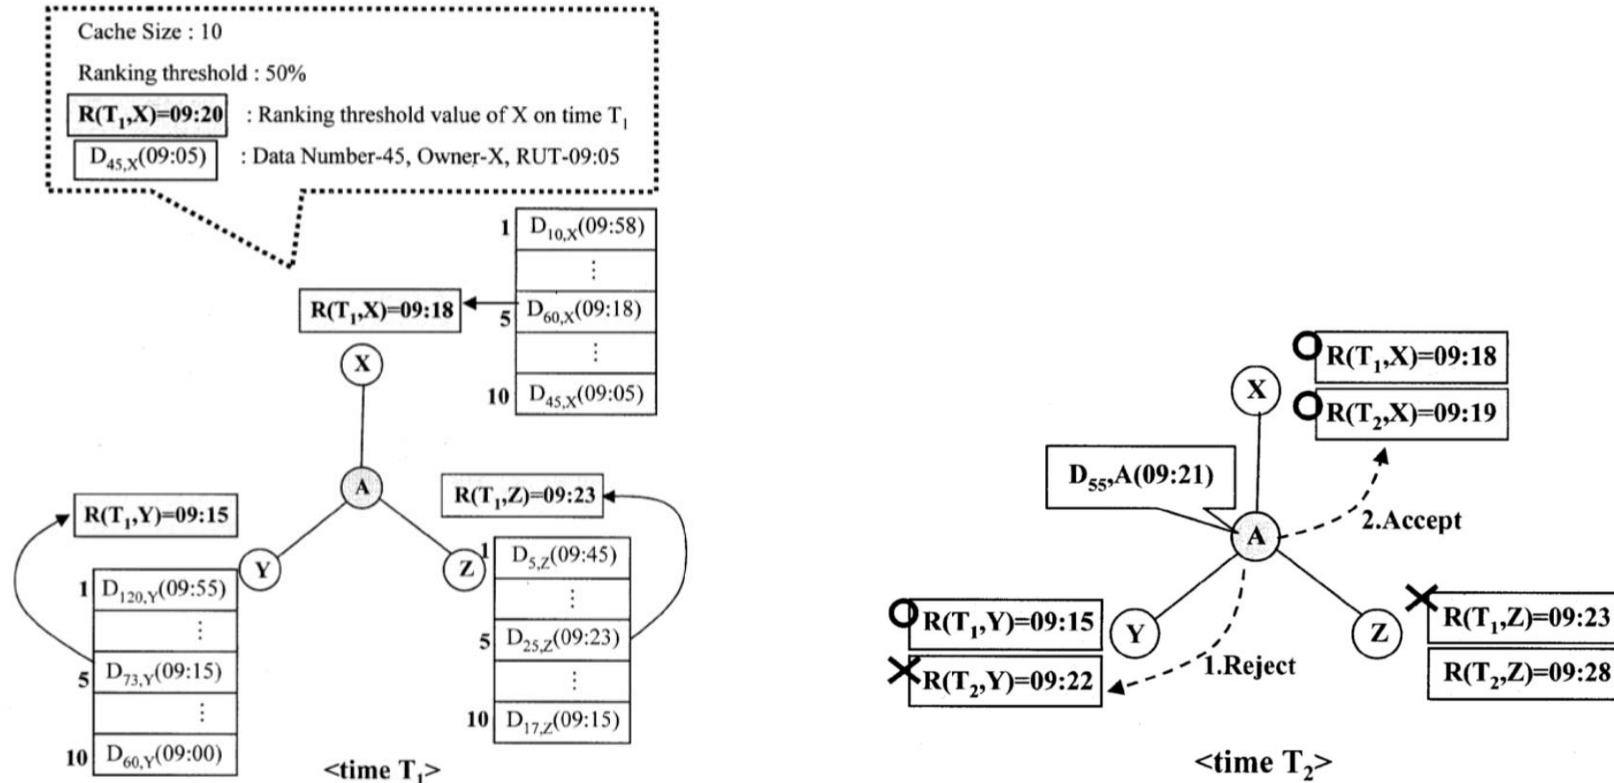 Cache Size : 10
Ranking threshold : 50%
R(T1,X)=09:20 : Ranking threshold value of X on time T1
D45,X(09:05) : Data Number-45, Owner-X, RUT-09:05
1 D10,X(09:58)
⋮
R(T1,X)=09:18
5 D60,X(09:18)
⋮
10 D45,X(09:05)
X
A
R(T1,Y)=09:15
R(T1,Z)=09:23
Y
Z
1 D120,Y(09:55)
⋮
5 D73,Y(09:15)
⋮
10 D60,Y(09:00)
1 D5,Z(09:45)
⋮
5 D25,Z(09:23)
⋮
10 D17,Z(09:15)
<time T1>
R(T1,X)=09:18
R(T2,X)=09:19
X
D55,A(09:21)
A
2.Accept
R(T1,Y)=09:15
R(T2,Y)=09:22
Y
1.Reject
Z
R(T1,Z)=09:23
R(T2,Z)=09:28
<time T2>